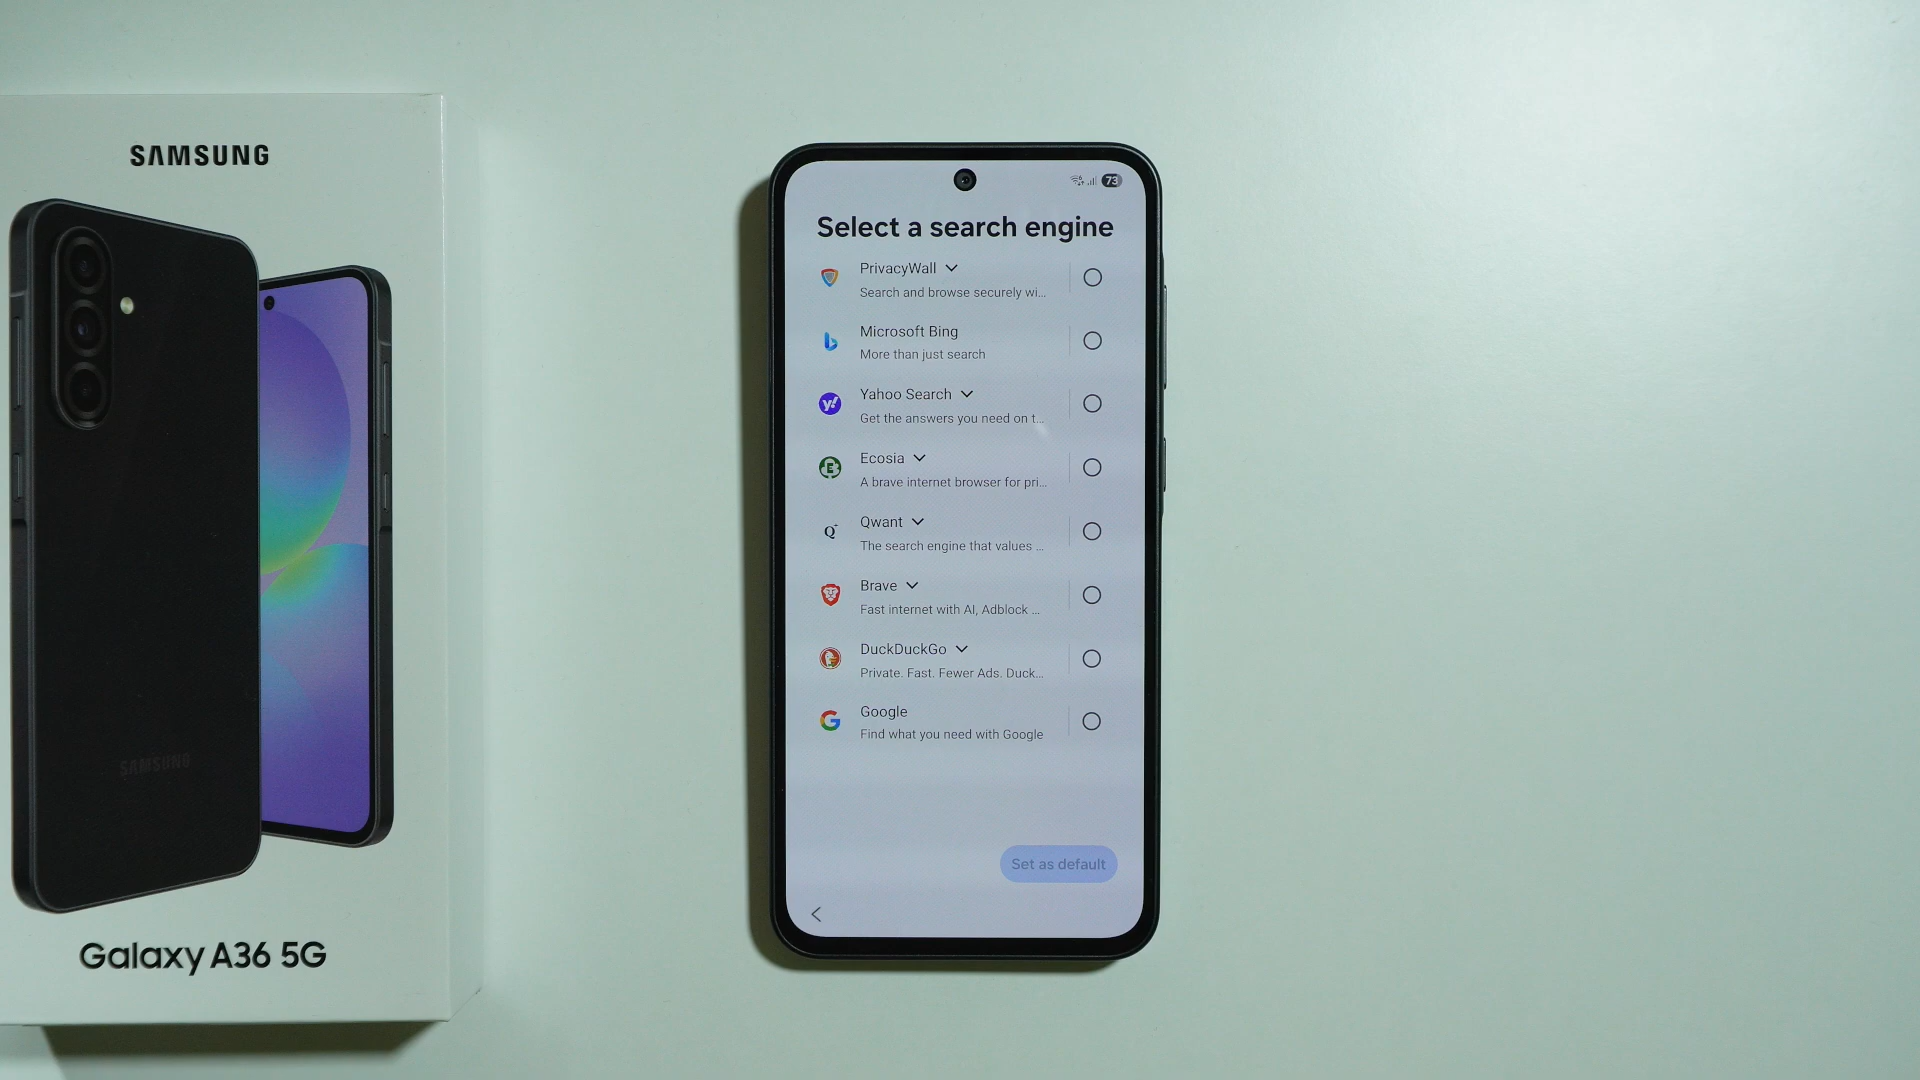 SAMSUNG
SAMSUNG
Galaxy A36 5G
73
Select a search engine
PrivacyWall
Search and browse securely wi...
Microsoft Bing
More than just search
Yahoo Search
Get the answers you need on t...
Ecosia
A brave internet browser for pri...
Qwant
The search engine that values ...
Brave
Fast internet with AI, Adblock ...
DuckDuckGo
Private. Fast. Fewer Ads. Duck...
Google
Find what you need with Google
Set as default